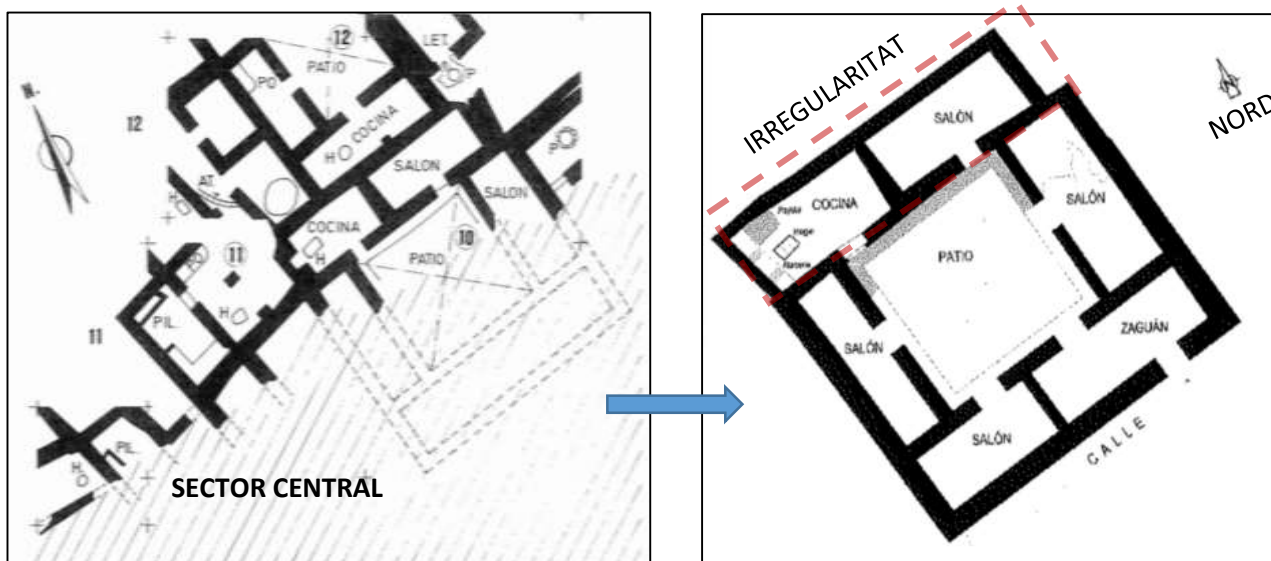 N.
12
12
PATIO
LET.
P
PO
COCINA
H
SALON
SALON
P
AT.
H
COCINA
H
10
PATIO
11
H
PIL.
11
PIL.
H
SECTOR CENTRAL
IRREGULARITAT
N
NORD
SALÓN
COCINA
Hogar
SALÓN
PATIO
SALÓN
ZAGUÁN
SALÓN
CALLE